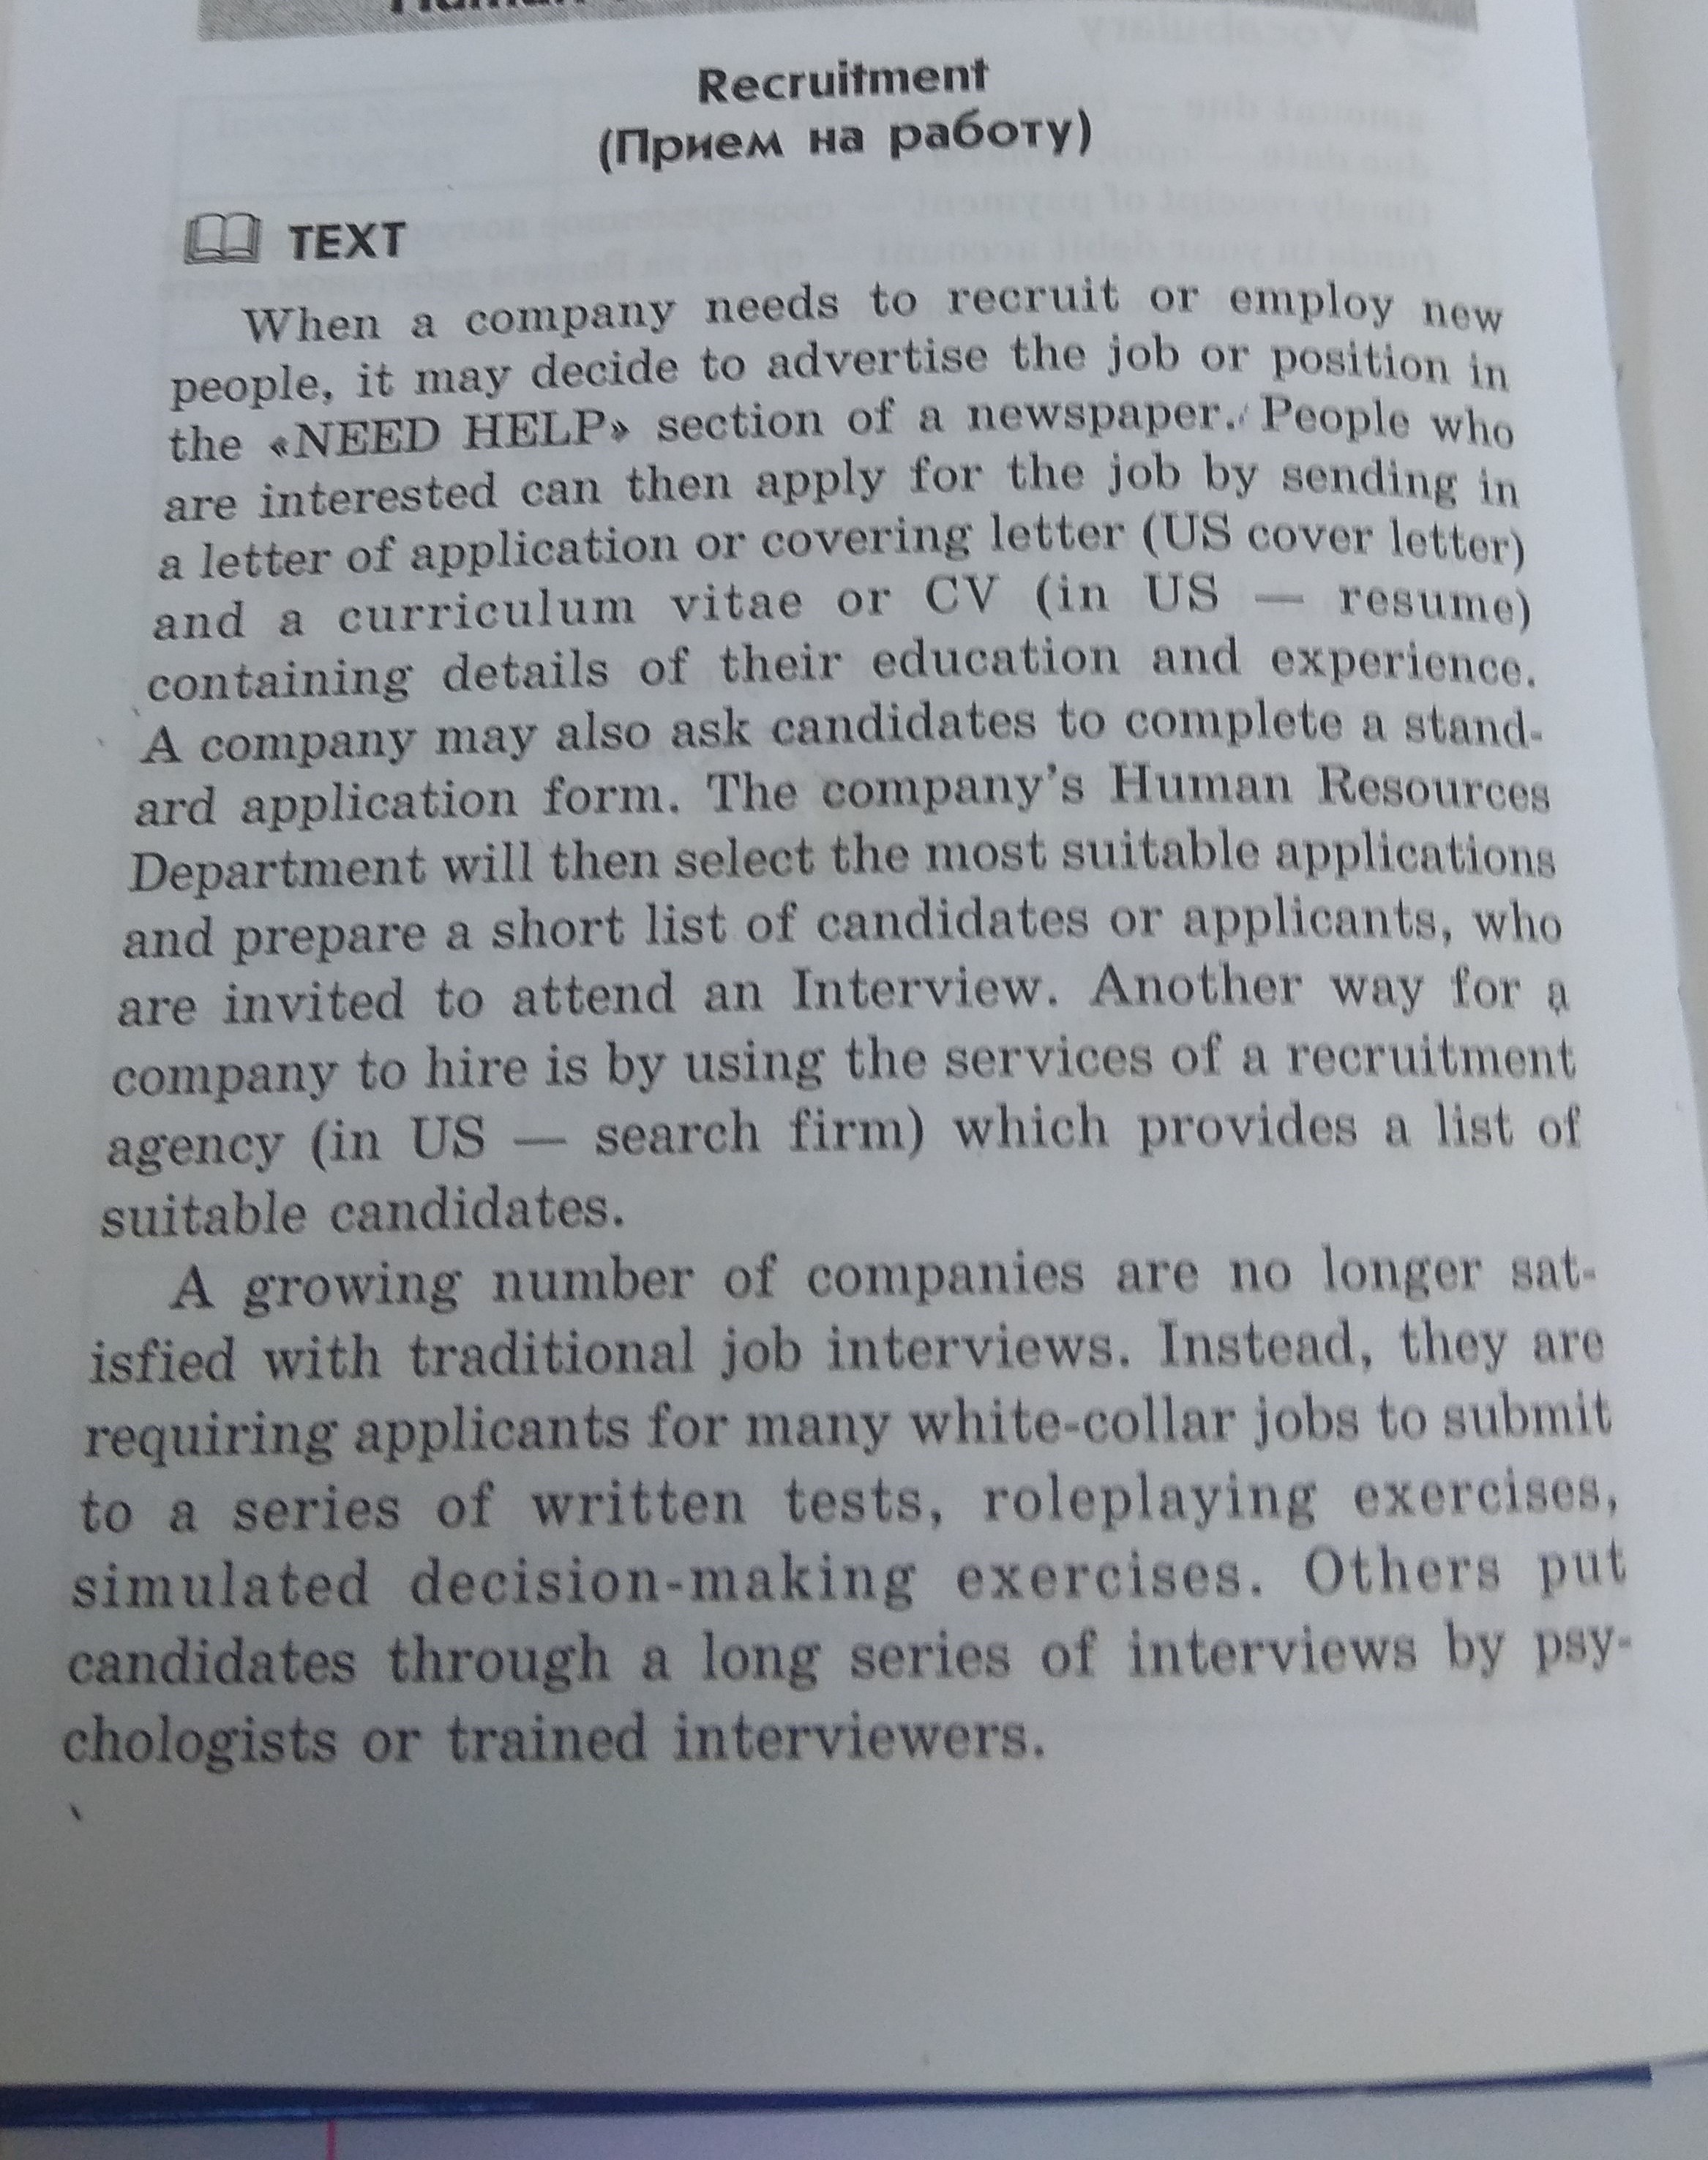 Recruitment
(Прием на работу)
TEXT
When a company needs to recruit or employ new
people, it may decide to advertise the job or position in
the «NEED HELP» section of a newspaper. People who
are interested can then apply for the job by sending in
a letter of application or covering letter (US cover letter)
and a curriculum vitae or CV (in US — resume)
containing details of their education and experience.
A company may also ask candidates to complete a stand-
ard application form. The company's Human Resources
Department will then select the most suitable applications
and prepare a short list of candidates or applicants, who
are invited to attend an Interview. Another way for a
company to hire is by using the services of a recruitment
agency (in US — search firm) which provides a list of
suitable candidates.
A growing number of companies are no longer sat-
isfied with traditional job interviews. Instead, they are
requiring applicants for many white-collar jobs to submit
to a series of written tests, roleplaying exercises,
simulated decision-making exercises. Others put
candidates through a long series of interviews by psy-
chologists or trained interviewers.